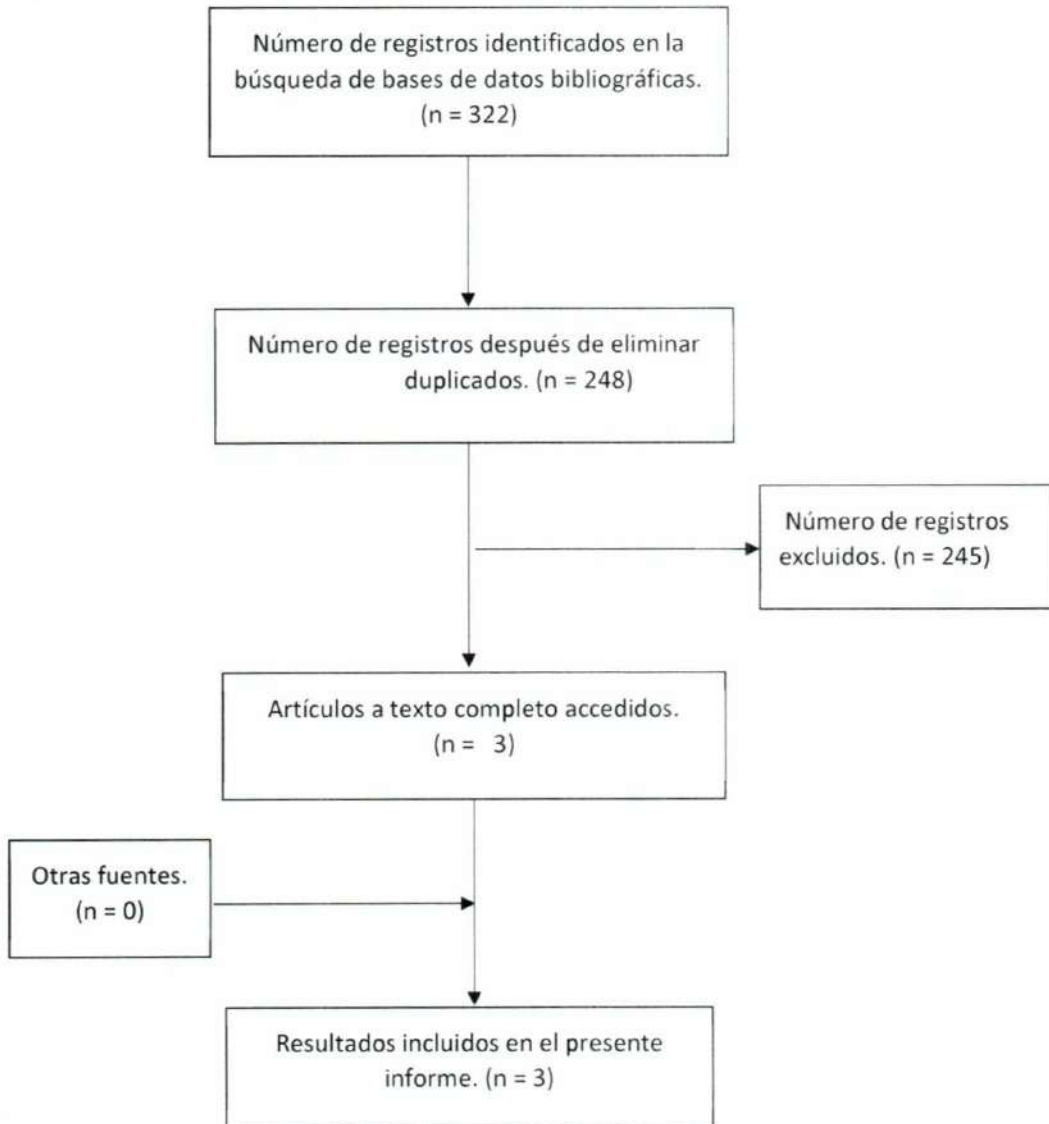 Número de registros identificados en la
búsqueda de bases de datos bibliográficas.
(n = 322)
Número de registros después de eliminar
duplicados. (n = 248)
Número de registros
excluidos. (n = 245)
Artículos a texto completo accedidos.
(n = 3)
Otras fuentes.
(n = 0)
Resultados incluidos en el presente
informe. (n = 3)